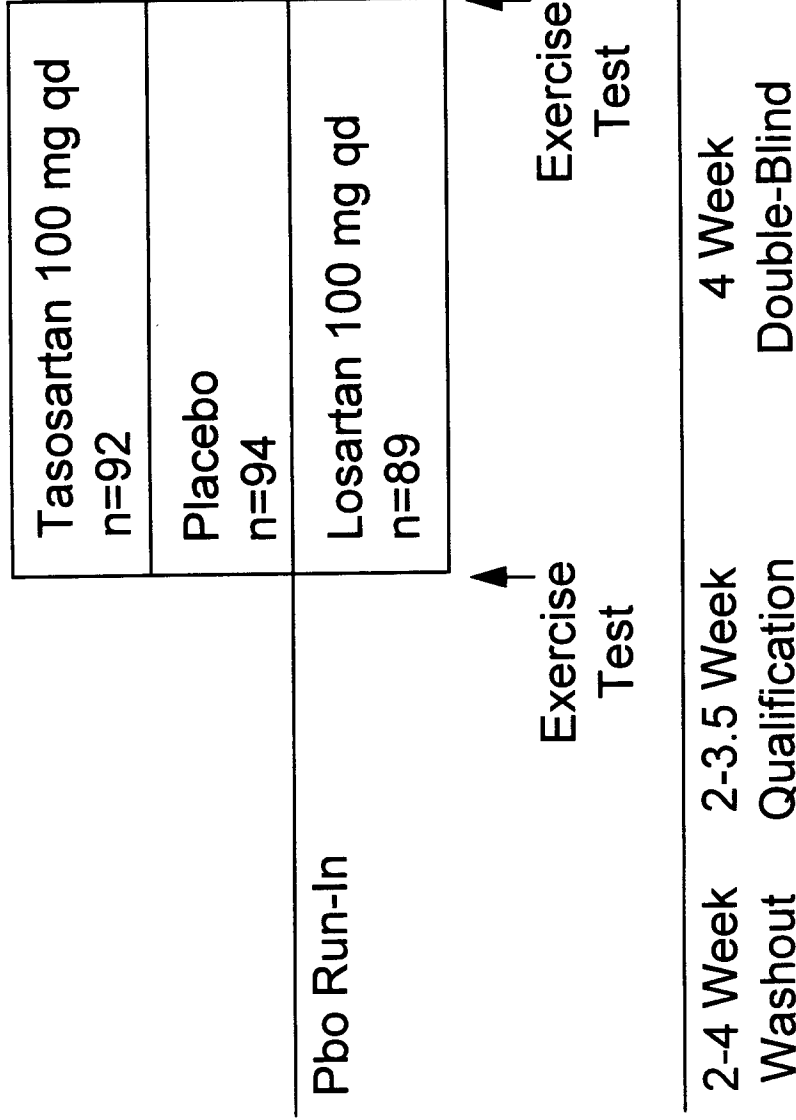 Tasosartan 100 mg qd
n=92
Placebo
n=94
Losartan 100 mg qd
n=89
Pbo Run-In
Exercise
Test
Exercise
Test
2-4 Week
Washout
2-3.5 Week
Qualification
4 Week
Double-Blind